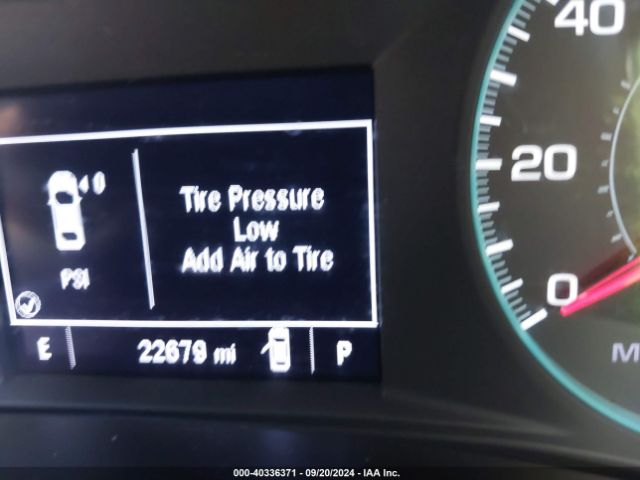 40
20
0
0
Tire Pressure
Low
Add Air to Tire
PSI
E 22679 mi P
M
000-40336371 - 09/20/2024 - IAA Inc.